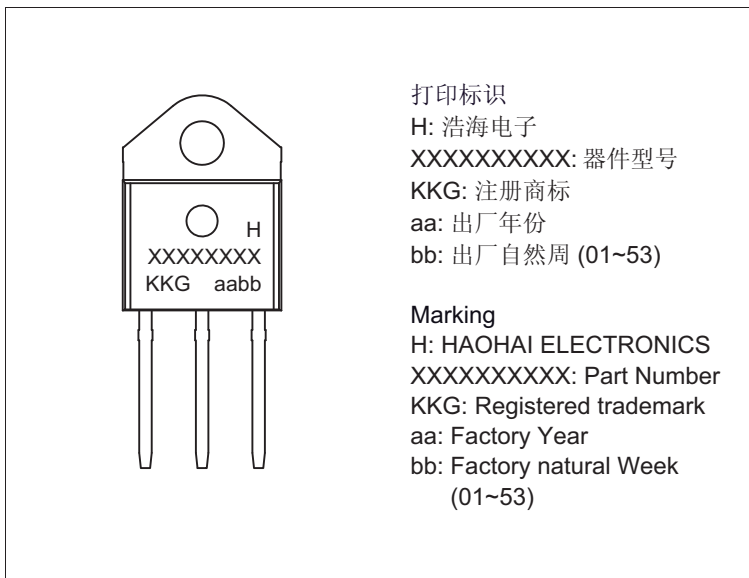 H
XXXXXXXX
KKG aabb
打印标识
H: 浩海电子
XXXXXXXXXX: 器件型号
KKG: 注册商标
aa: 出厂年份
bb: 出厂自然周 (01~53)
Marking
H: HAOHAI ELECTRONICS
XXXXXXXXXX: Part Number
KKG: Registered trademark
aa: Factory Year
bb: Factory natural Week
(01~53)